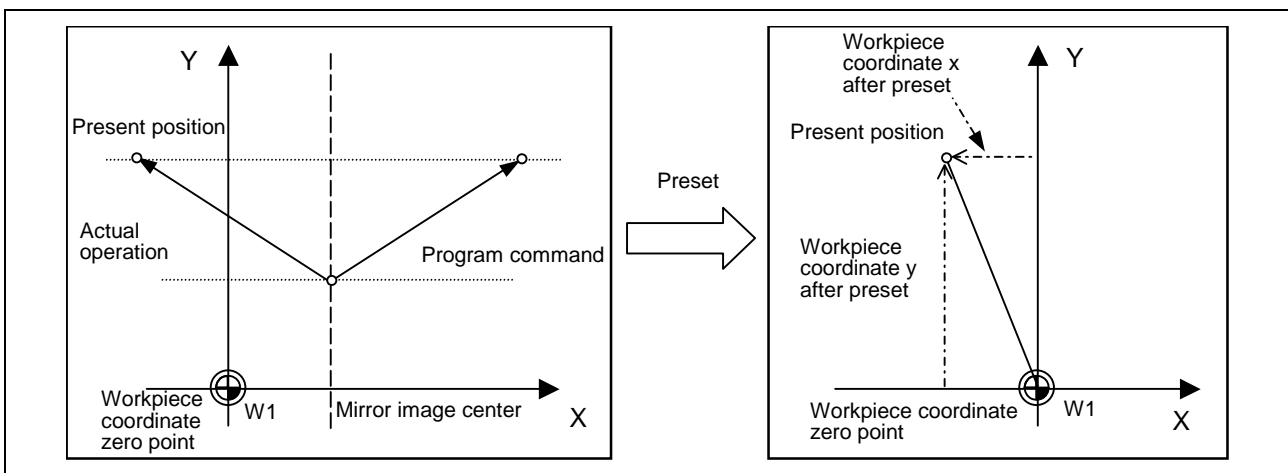 Y
Present position
Actual
operation
Program command
Workpiece
coordinate
zero point
W1
Mirror image center
X
Preset
Workpiece
coordinate x
after preset
Y
Present position
Workpiece
coordinate y
after preset
Workpiece coordinate
zero point
W1
X